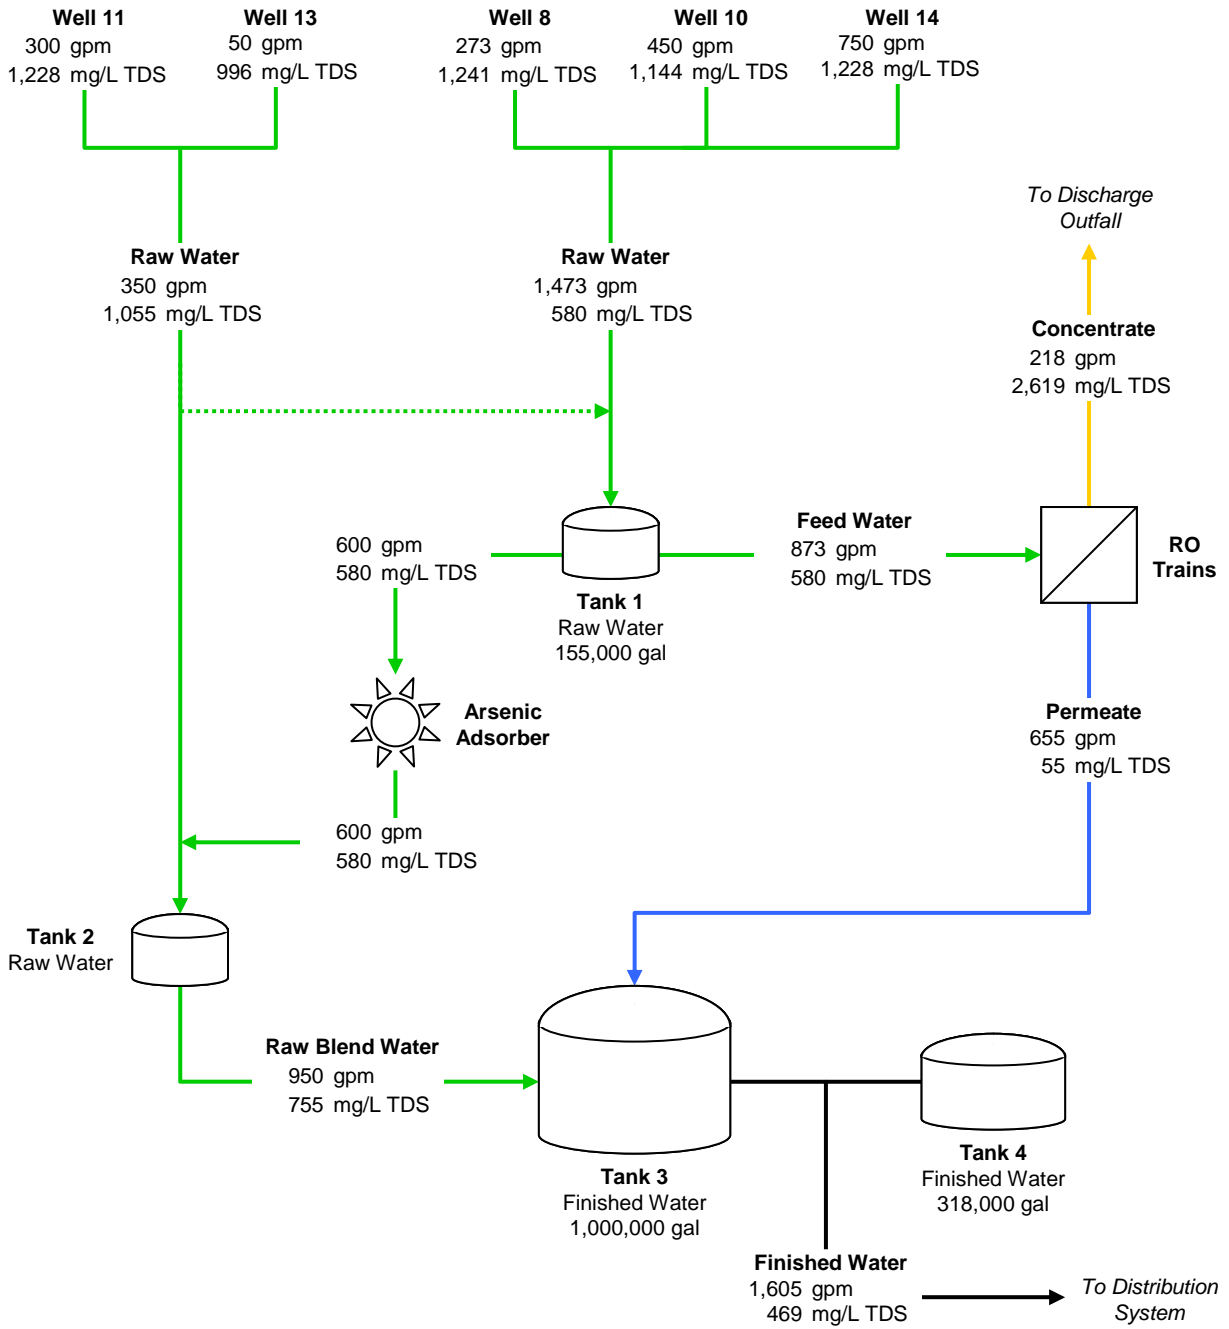 Well 11
300 gpm
1,228 mg/L TDS
Well 13
50 gpm
996 mg/L TDS
Well 8
273 gpm
1,241 mg/L TDS
Well 10
450 gpm
1,144 mg/L TDS
Well 14
750 gpm
1,228 mg/L TDS
To Discharge
Outfall
Raw Water
350 gpm
1,055 mg/L TDS
Raw Water
1,473 gpm
580 mg/L TDS
Concentrate
218 gpm
2,619 mg/L TDS
600 gpm
580 mg/L TDS
Tank 1
Raw Water
155,000 gal
Feed Water
873 gpm
580 mg/L TDS
RO
Trains
Arsenic
Adsorber
Permeate
655 gpm
55 mg/L TDS
600 gpm
580 mg/L TDS
Tank 2
Raw Water
Raw Blend Water
950 gpm
755 mg/L TDS
Tank 3
Finished Water
1,000,000 gal
Tank 4
Finished Water
318,000 gal
Finished Water
1,605 gpm
469 mg/L TDS
To Distribution
System